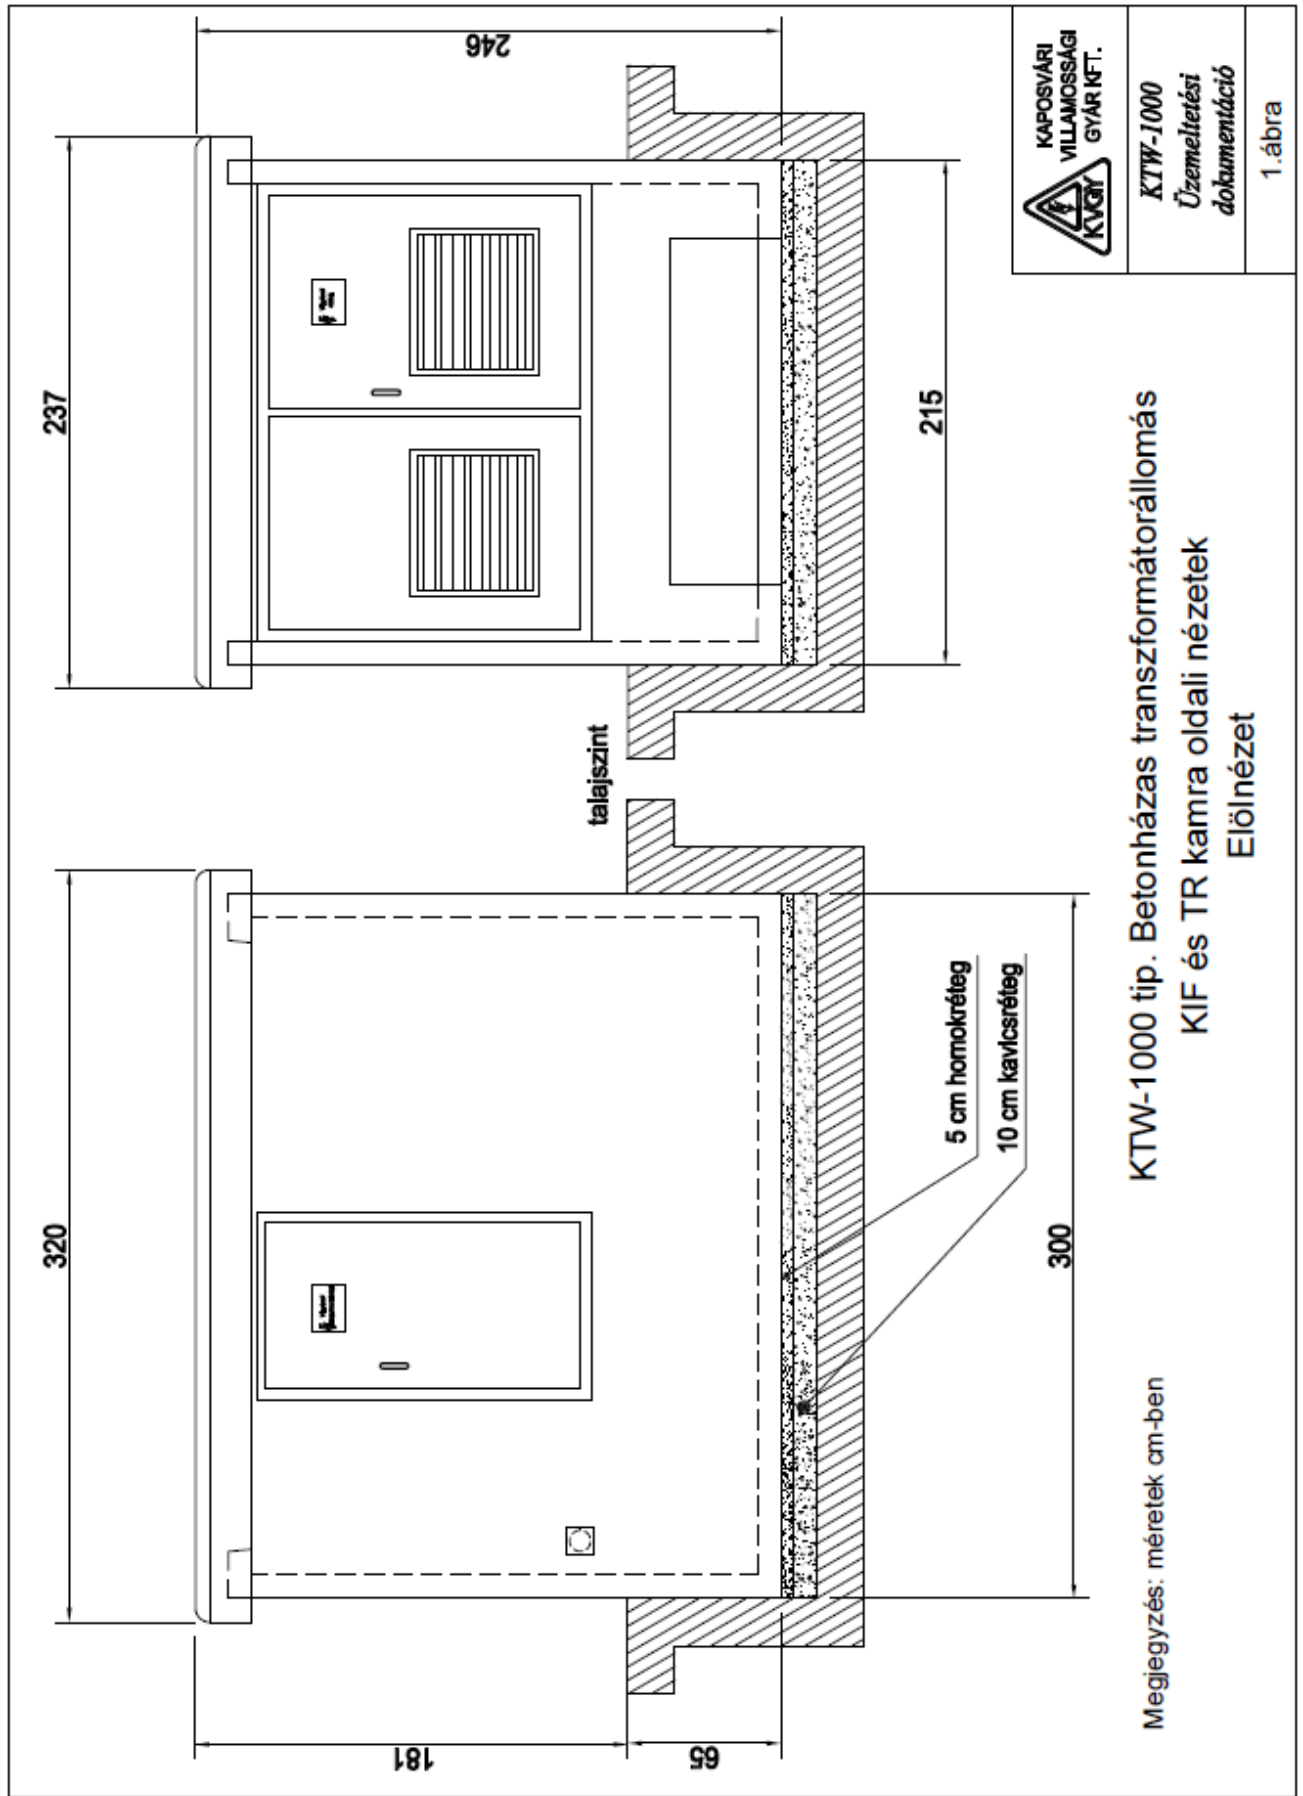 320
237
246
181
65
talajszint
5 cm homokréteg
10 cm kavicsréteg
300
215
Megjegyzés: méretek cm-ben
KTW-1000 tip. Betonházas transzformátorállomás
KIF és TR kamra oldali nézetek
Elölnézet
KVGY
KAPOSVÁRI
VILLAMOSSÁGI
GYÁR KFT.
KTW-1000
Üzemeltetési
dokumentáció
1.ábra